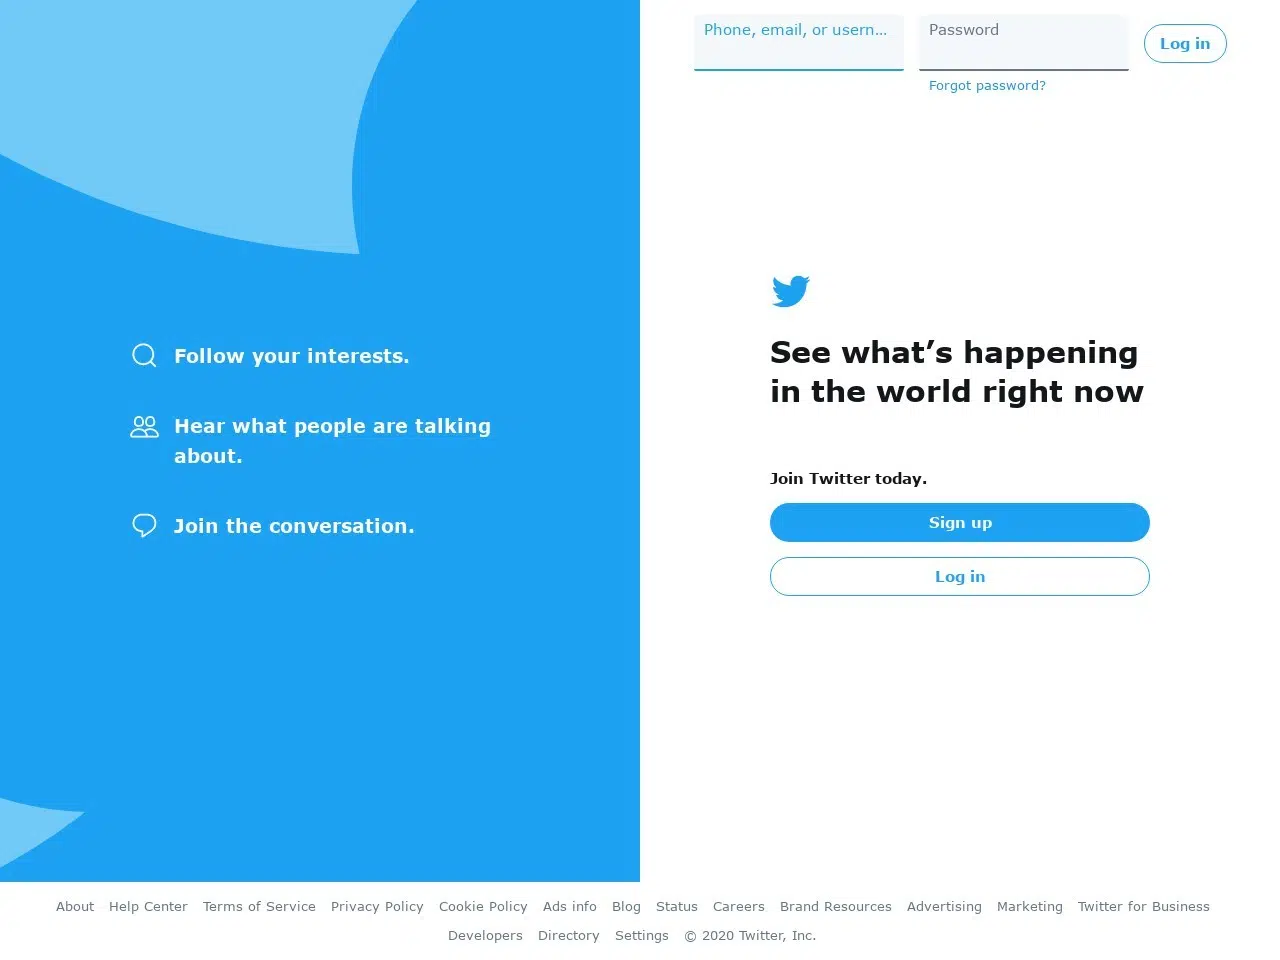 Phone, email, or usern...
Password
Log in
Forgot password?
Follow your interests.
Hear what people are talking
about.
Join the conversation.
See what’s happening
in the world right now
Join Twitter today.
Sign up
Log in
About Help Center Terms of Service Privacy Policy Cookie Policy Ads info Blog Status Careers Brand Resources Advertising Marketing Twitter for Business
Developers Directory Settings © 2020 Twitter, Inc.